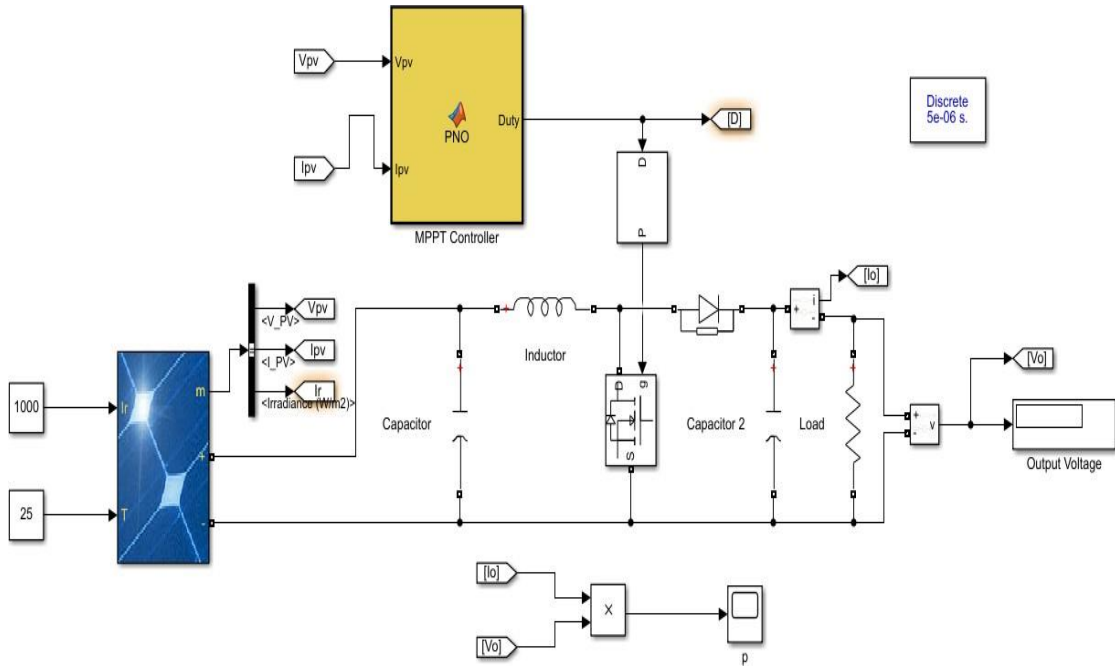 Vpv
Ipv
Vpv
Ipv
PNO
Duty
MPPT Controller
[D]
Discrete
5e-06 s.
D
P
[Io]
i
+
-
Vpv
<V_PV>
Ipv
<I_PV>
Ir
<Irradiance (W/m2)>
1000
25
Ir
T
m
+
-
+
Inductor
+
Capacitor
D
g
S
+
Capacitor 2
+
Load
+
-
v
[Vo]
Output Voltage
[Io]
[Vo]
X
p